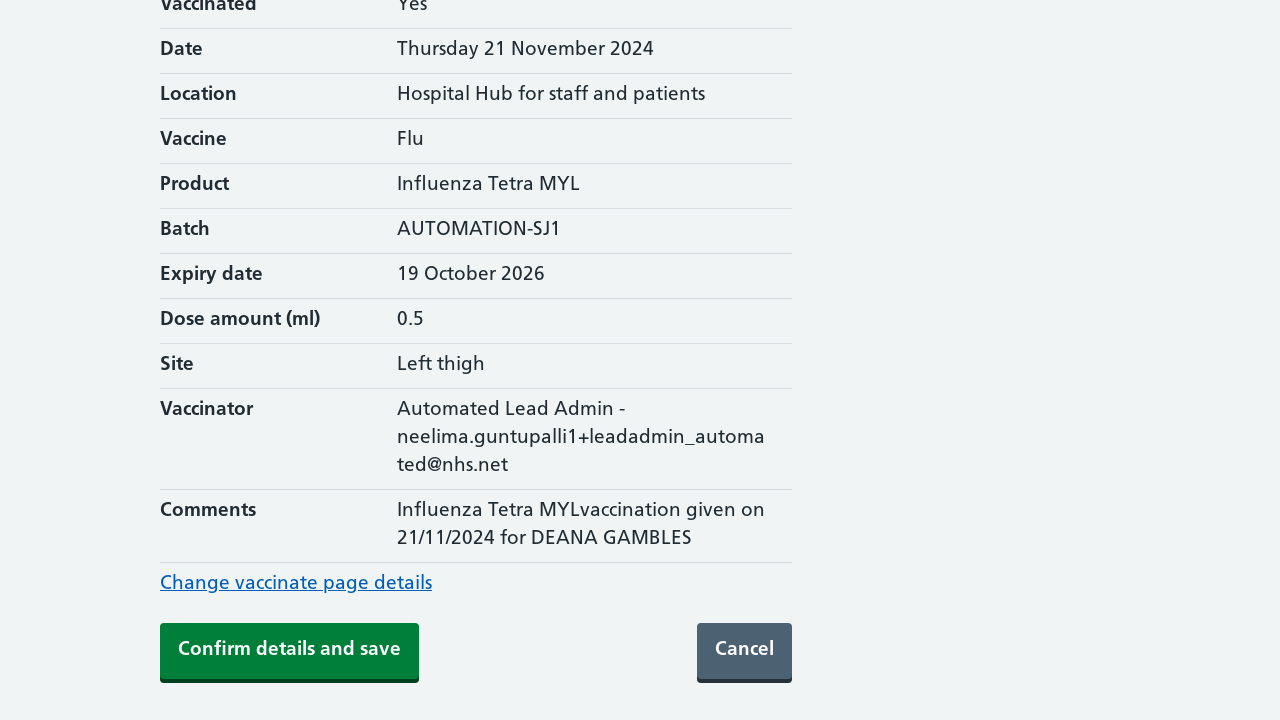 Vaccinated Yes
Date Thursday 21 November 2024
Location Hospital Hub for staff and patients
Vaccine Flu
Product Influenza Tetra MYL
Batch AUTOMATION-SJ1
Expiry date 19 October 2026
Dose amount (ml) 0.5
Site Left thigh
Vaccinator Automated Lead Admin -
neelima.guntupalli1+leadadmin_automa
ted@nhs.net
Comments Influenza Tetra MYLvaccination given on
21/11/2024 for DEANA GAMBLES
Change vaccinate page details
Confirm details and save Cancel